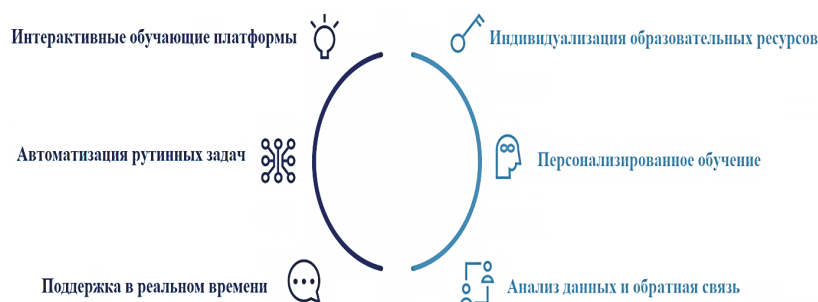 Интерактивные обучающие платформы
Индивидуализация образовательных ресурсов
Автоматизация рутинных задач
Персонализированное обучение
Поддержка в реальном времени
Анализ данных и обратная связь